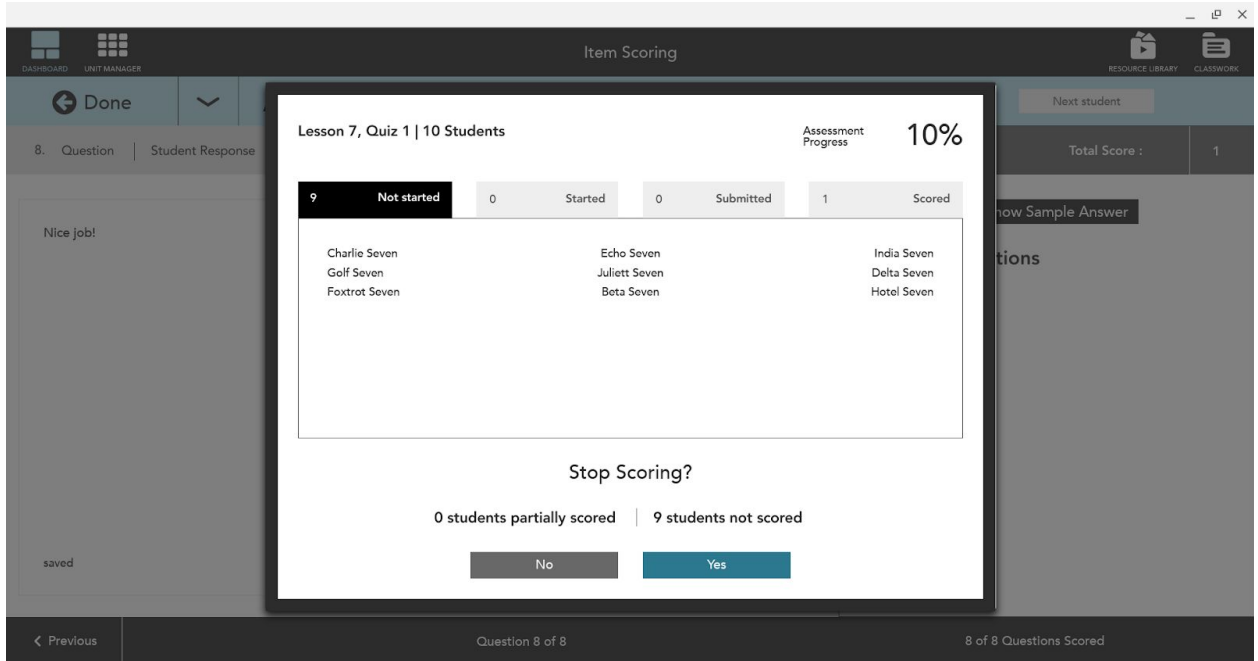 Item Scoring
DASHBOARD
UNIT MANAGER
RESOURCE LIBRARY
CLASSWORK
Done
Next student
8. Question | Student Response
Total Score : 1
Lesson 7, Quiz 1 | 10 Students
Assessment Progress 10%
9 Not started
0 Started
0 Submitted
1 Scored
Charlie Seven Echo Seven India Seven
Golf Seven Juliett Seven Delta Seven
Foxtrot Seven Beta Seven Hotel Seven
Nice job!
Sample Answer
Stop Scoring?
0 students partially scored | 9 students not scored
No
Yes
saved
Previous
Question 8 of 8
8 of 8 Questions Scored